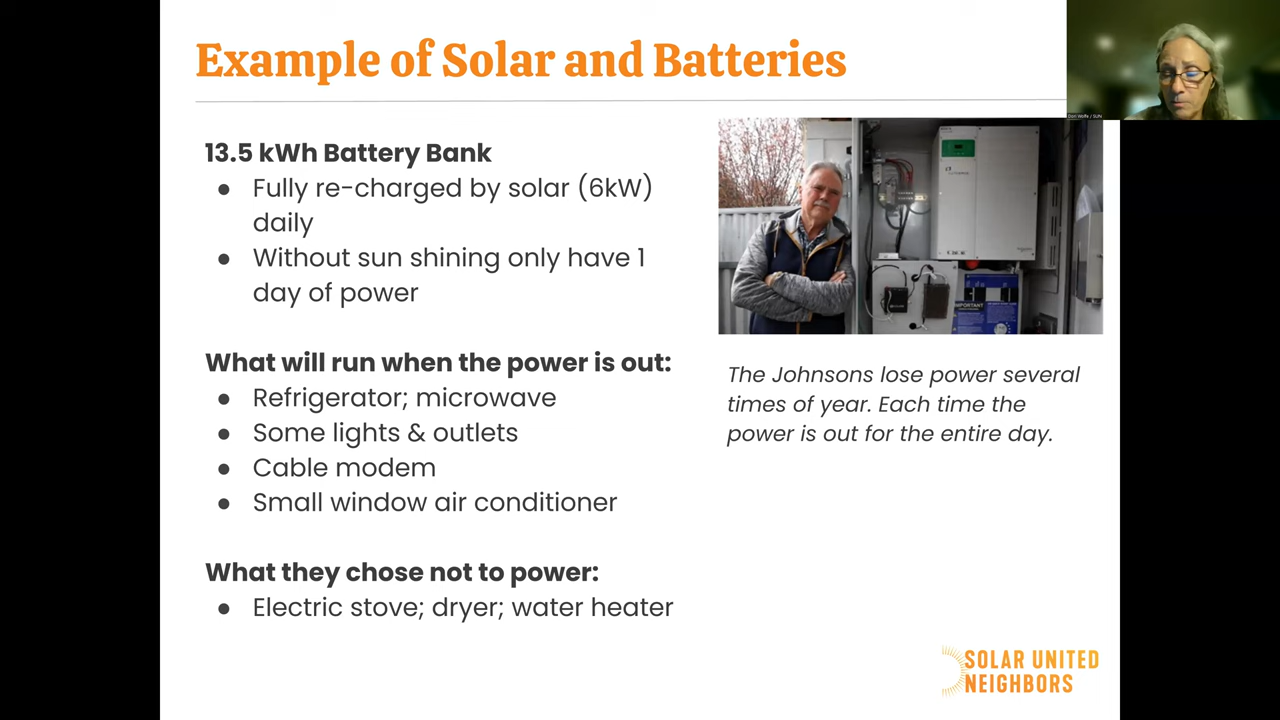 Example of Solar and Batteries
13.5 kWh Battery Bank
● Fully re-charged by solar (6kW)
daily
● Without sun shining only have 1
day of power
What will run when the power is out:
● Refrigerator; microwave
● Some lights & outlets
● Cable modem
● Small window air conditioner
What they chose not to power:
● Electric stove; dryer; water heater
IMPORTANT
The Johnsons lose power several
times of year. Each time the
power is out for the entire day.
SOLAR UNITED
NEIGHBORS